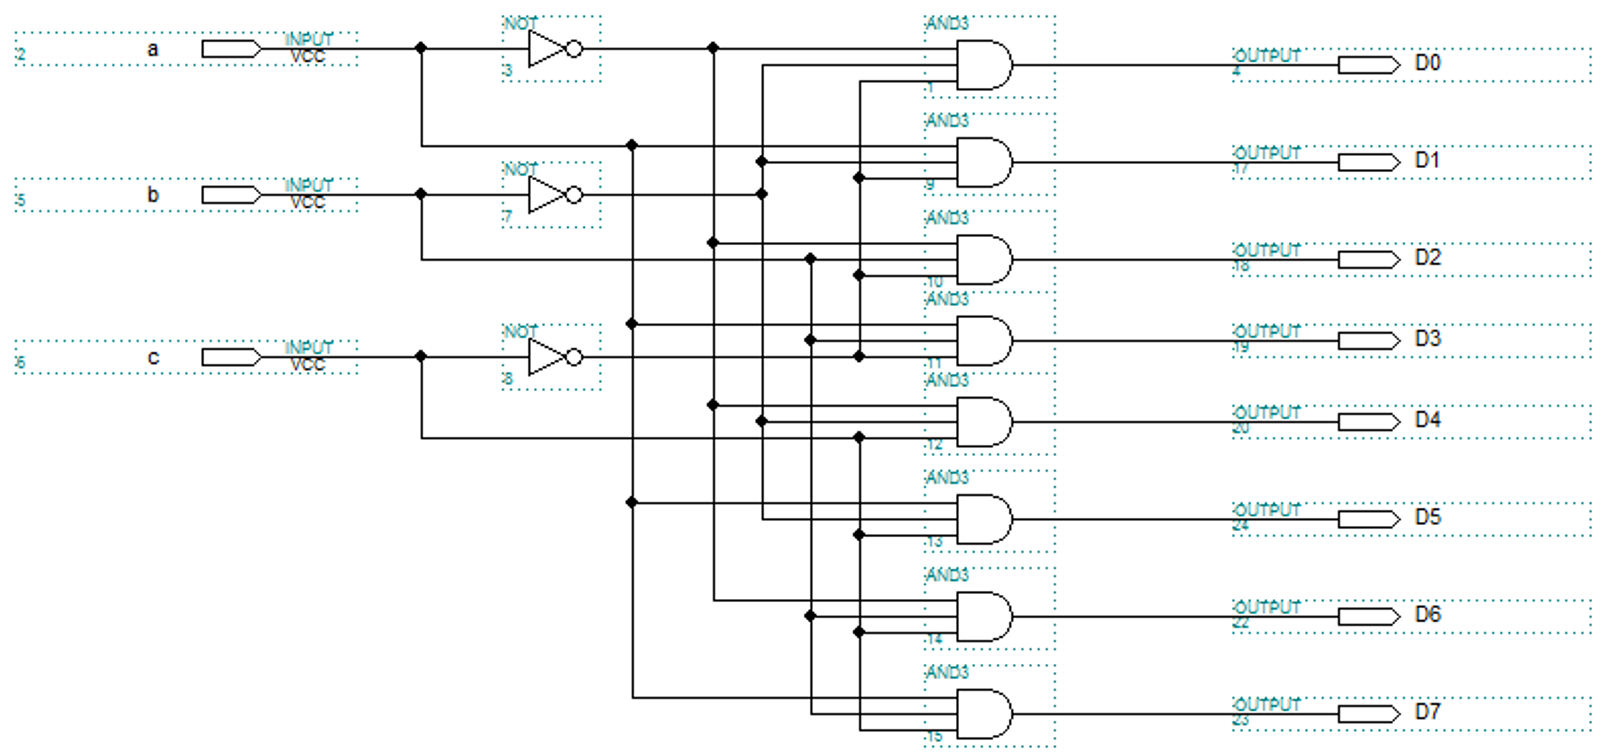 2
a
INPUT
VCC
NOT
3
AND3
1
OUTPUT
4
D0
AND3
9
OUTPUT
17
D1
5
b
INPUT
VCC
NOT
7
AND3
10
OUTPUT
18
D2
AND3
11
OUTPUT
19
D3
6
c
INPUT
VCC
NOT
8
AND3
12
OUTPUT
20
D4
AND3
13
OUTPUT
24
D5
AND3
14
OUTPUT
22
D6
AND3
15
OUTPUT
23
D7